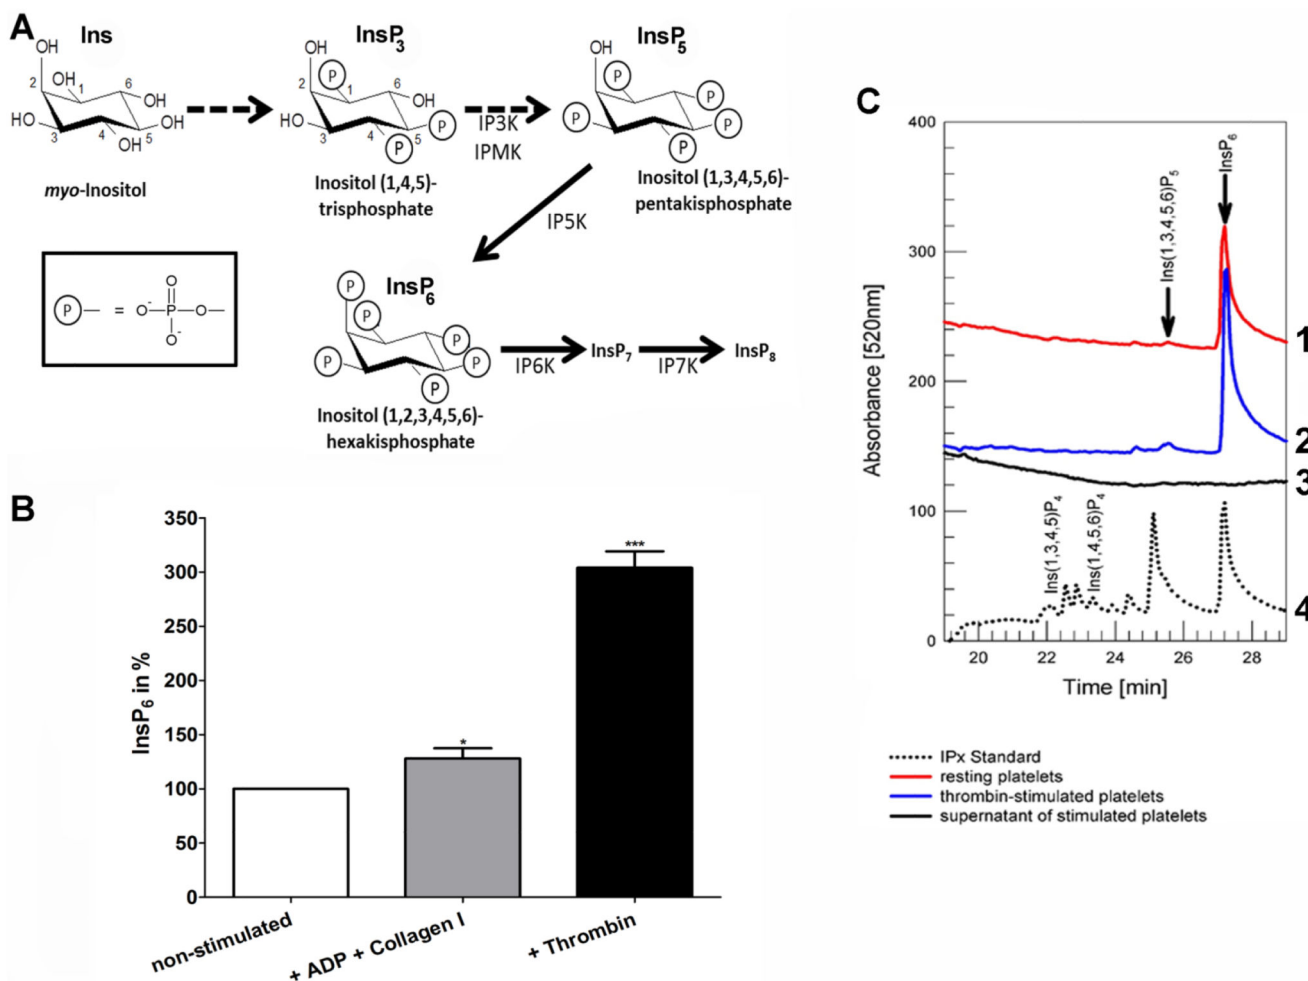 A
Ins
InsP3
InsP5
OH
OH
OH
2
OH
1
6
OH
HO
OH
3
4
5
OH
2
P
1
6
OH
HO
P
3
4
5
P
IP3K
IPMK
P
P
P
P
P
myo-Inositol
Inositol (1,4,5)-
trisphosphate
Inositol (1,3,4,5,6)-
pentakisphosphate
IP5K
P = O- P O
O
O-
InsP6
P
P
P
P
P
P
Inositol (1,2,3,4,5,6)-
hexakisphosphate
IP6K
InsP7
IP7K
InsP8
B
InsP6 in %
350
300
250
200
150
100
50
0
*
***
non-stimulated
+ ADP + Collagen I
+ Thrombin
C
Absorbance [520nm]
400
300
200
100
0
Ins(1,3,4,5,6)P5
InsP6
Ins(1,3,4,5)P4
Ins(1,4,5,6)P4
1
2
3
4
20 22 24 26 28
Time [min]
IPx Standard
resting platelets
thrombin-stimulated platelets
supernatant of stimulated platelets